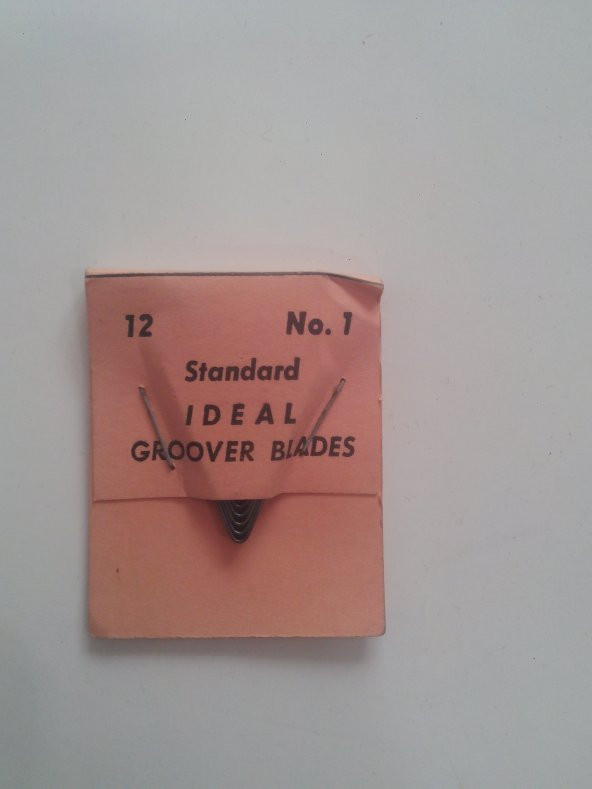 12 No. 1
Standard
IDEAL
GROOVER BLADES